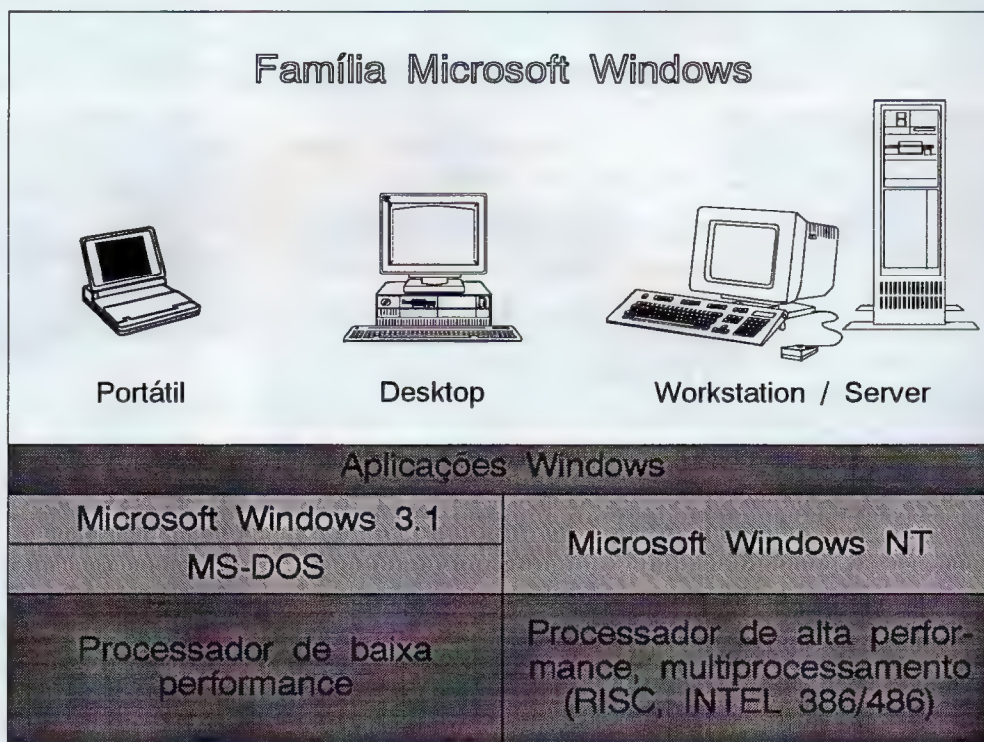 Família Microsoft Windows
Portátil
Desktop
Workstation / Server
Aplicações Windows
Microsoft Windows 3.1
MS-DOS
Microsoft Windows NT
Processador de baixa
performance
Processador de alta perfor-
mance, multiprocessamento
(RISC, INTEL 386/486)